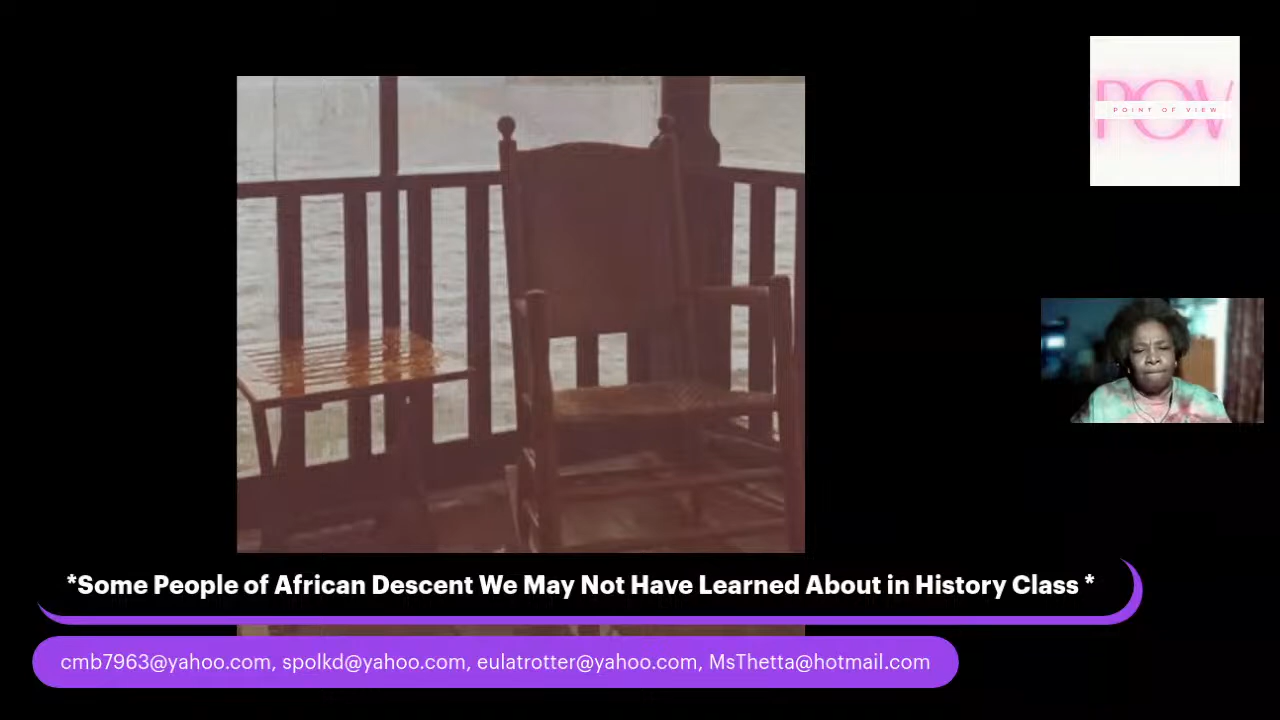 POV
POINT OF VIEW
*Some People of African Descent We May Not Have Learned About in History Class *
cmb7963@yahoo.com, spolkd@yahoo.com, eulatrotter@yahoo.com, MsThetta@hotmail.com